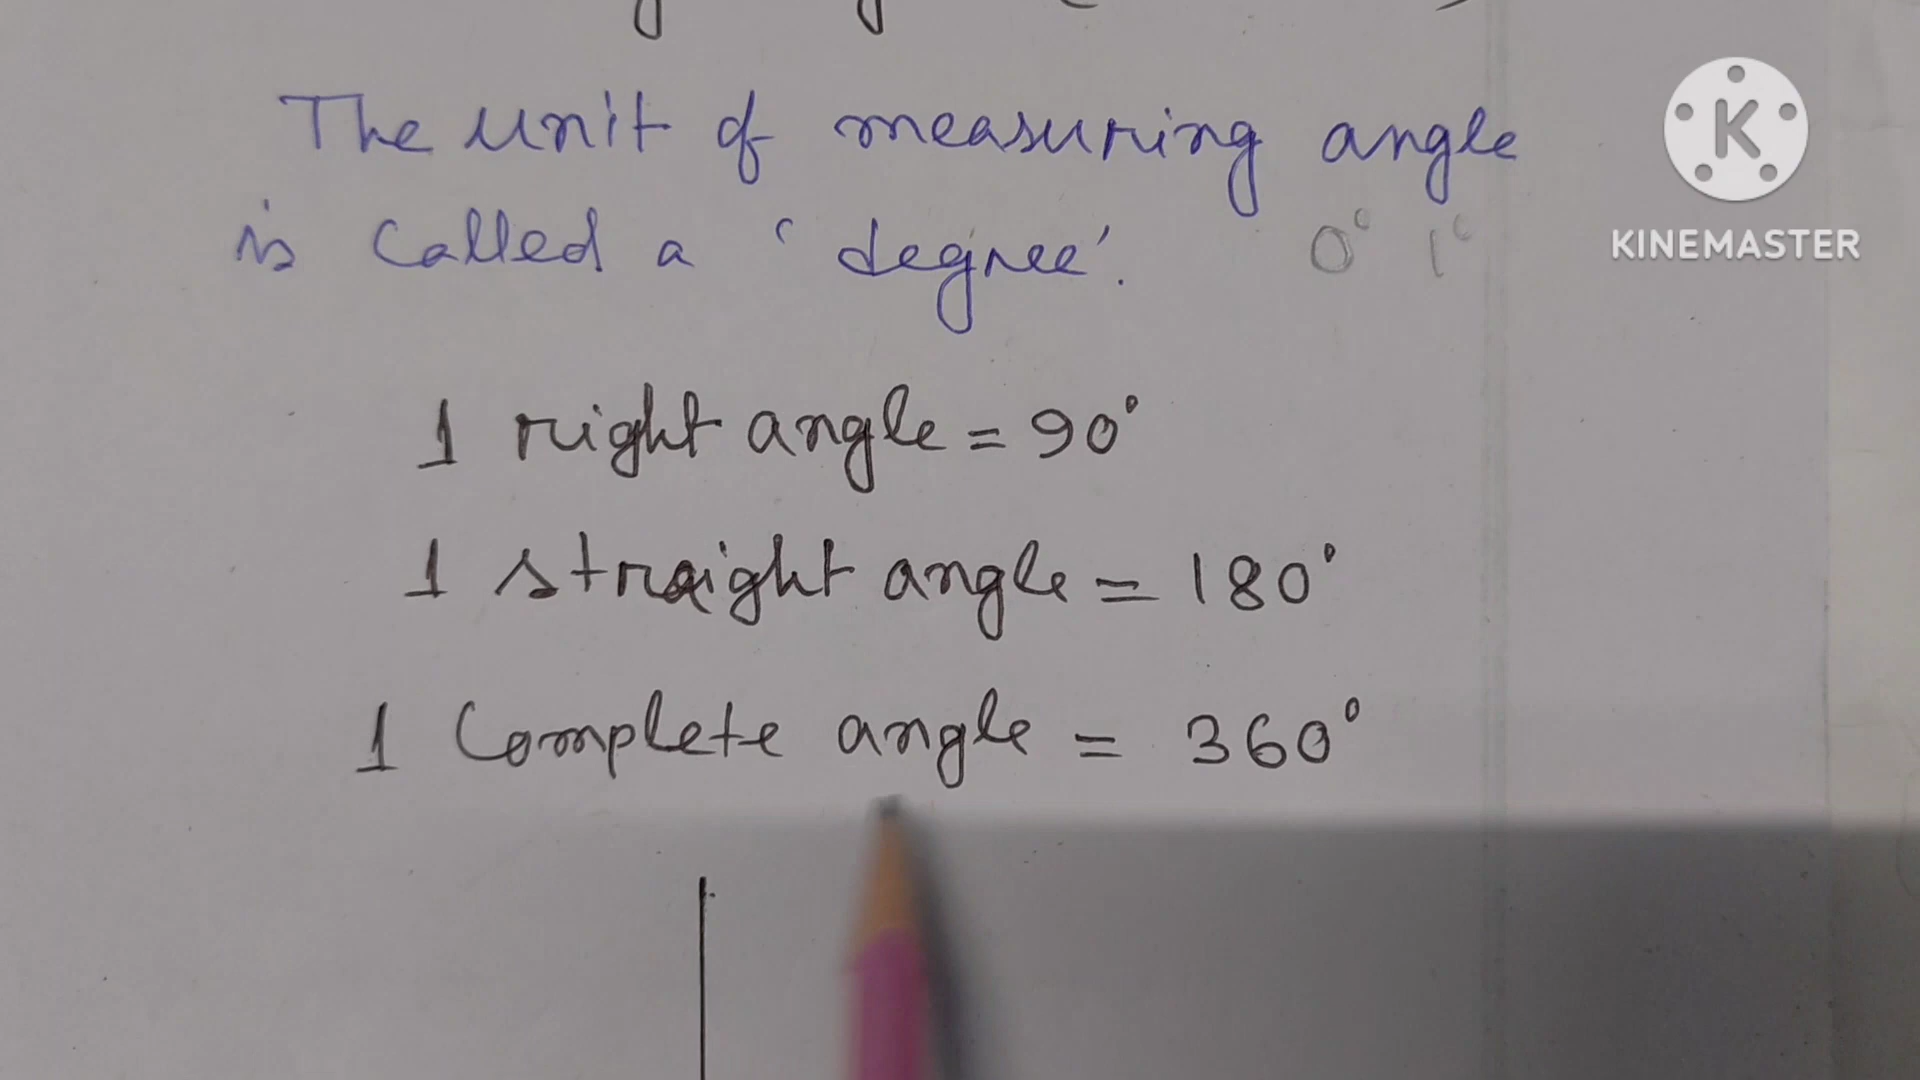 The unit of measuring angle
is called a 'degree'. 0° 1°
K
KINEMASTER
1 right angle = 90°
1 straight angle = 180°
1 Complete angle = 360°